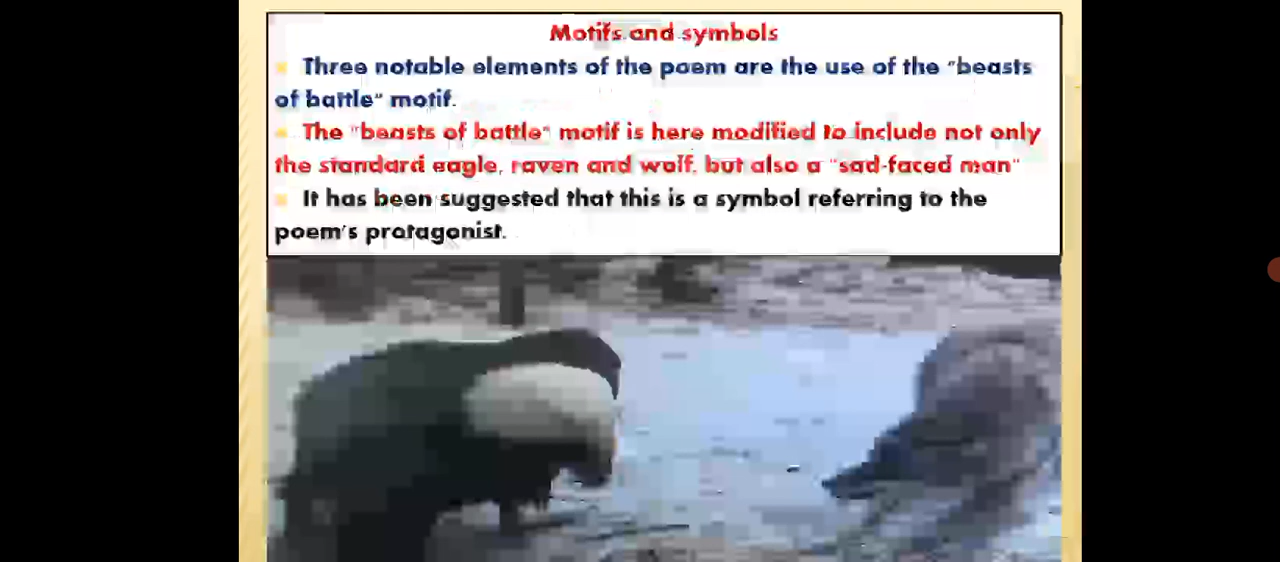 Motifs and symbols
Three notable elements of the poem are the use of the "beasts
of battle" motif.
The "beasts of battle" motif is here modified to include not only
the standard eagle, raven and wolf, but also a "sad-faced man"
It has been suggested that this is a symbol referring to the
poem's protagonist.